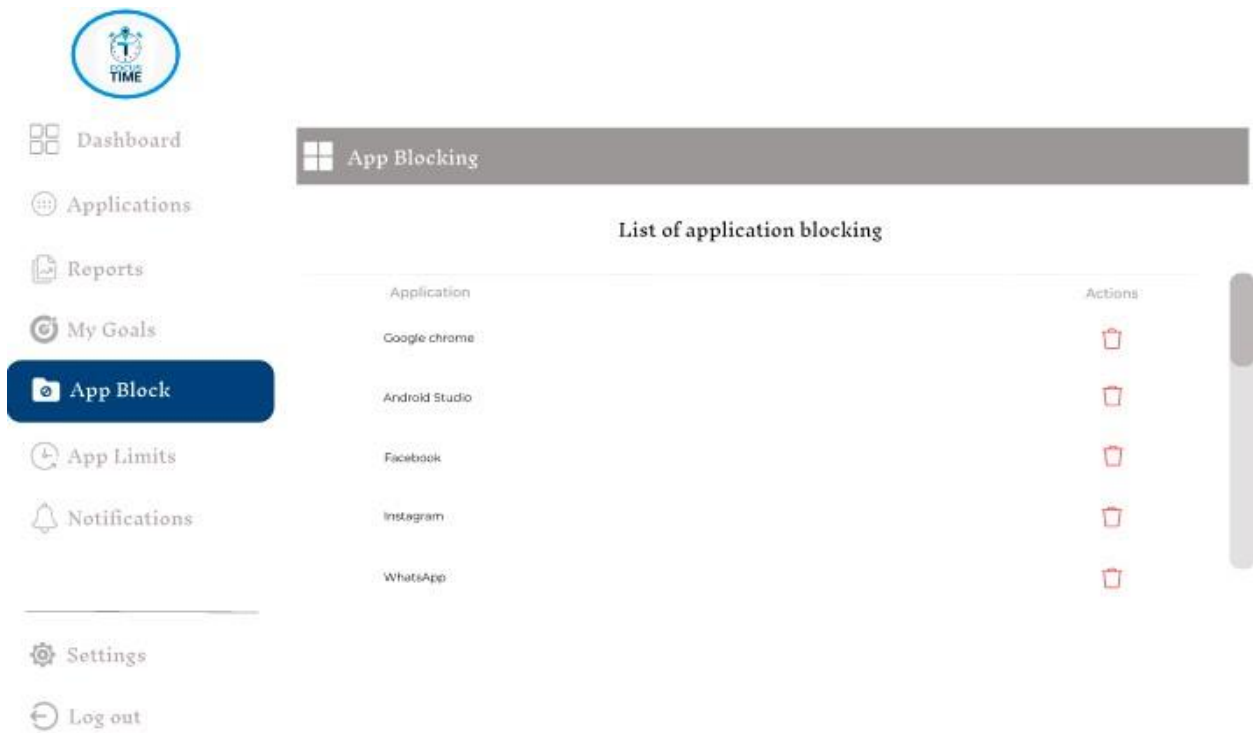 FOCUS
TIME
Dashboard
Applications
Reports
My Goals
App Block
App Limits
Notifications
Settings
Log out
App Blocking
List of application blocking
Application Actions
Google chrome
Android Studio
Facebook
Instagram
WhatsApp